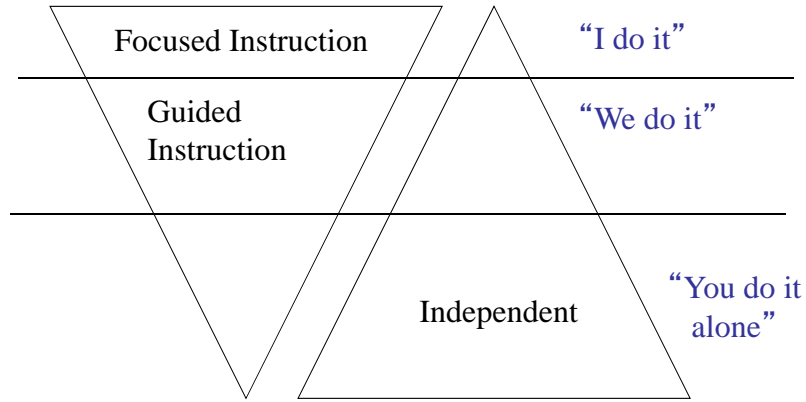 Focused Instruction
“I do it”
Guided
Instruction
“We do it”
Independent
“You do it
alone”